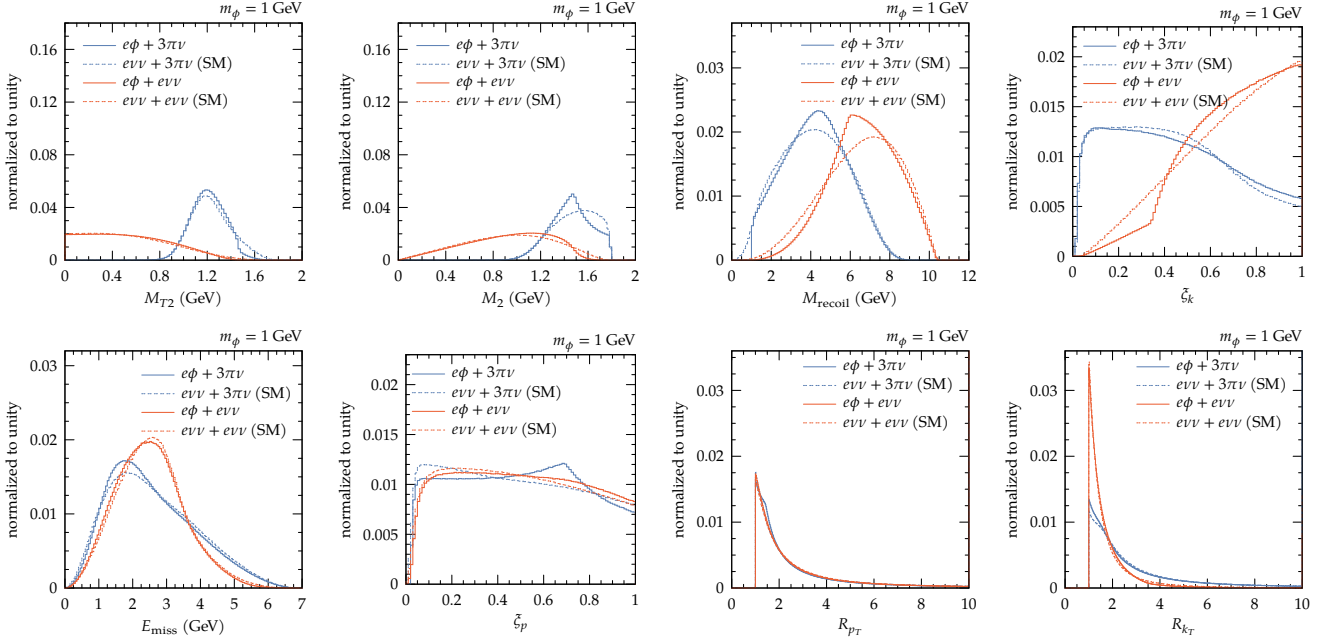 m_ϕ = 1 GeV
normalized to unity
0.16
0.12
0.08
0.04
0
eϕ + 3πν
eνν + 3πν (SM)
eϕ + eνν
eνν + eνν (SM)
0 0.4 0.8 1.2 1.6 2
M_T2 (GeV)
m_ϕ = 1 GeV
normalized to unity
0.16
0.12
0.08
0.04
0
eϕ + 3πν
eνν + 3πν (SM)
eϕ + eνν
eνν + eνν (SM)
0 0.4 0.8 1.2 1.6 2
M_2 (GeV)
m_ϕ = 1 GeV
normalized to unity
0.03
0.02
0.01
0
eϕ + 3πν
eνν + 3πν (SM)
eϕ + eνν
eνν + eνν (SM)
0 2 4 6 8 10 12
M_recoil (GeV)
m_ϕ = 1 GeV
normalized to unity
0.02
0.015
0.01
0.005
0
eϕ + 3πν
eνν + 3πν (SM)
eϕ + eνν
eνν + eνν (SM)
0 0.2 0.4 0.6 0.8 1
ξ_k
m_ϕ = 1 GeV
normalized to unity
0.03
0.02
0.01
0
eϕ + 3πν
eνν + 3πν (SM)
eϕ + eνν
eνν + eνν (SM)
0 1 2 3 4 5 6 7
E_miss (GeV)
m_ϕ = 1 GeV
normalized to unity
0.02
0.015
0.01
0.005
0
eϕ + 3πν
eνν + 3πν (SM)
eϕ + eνν
eνν + eνν (SM)
0 0.2 0.4 0.6 0.8 1
ξ_p
m_ϕ = 1 GeV
normalized to unity
0.03
0.02
0.01
0
eϕ + 3πν
eνν + 3πν (SM)
eϕ + eνν
eνν + eνν (SM)
0 2 4 6 8 10
R_{p_T}
m_ϕ = 1 GeV
normalized to unity
0.03
0.02
0.01
0
eϕ + 3πν
eνν + 3πν (SM)
eϕ + eνν
eνν + eνν (SM)
0 2 4 6 8 10
R_{k_T}